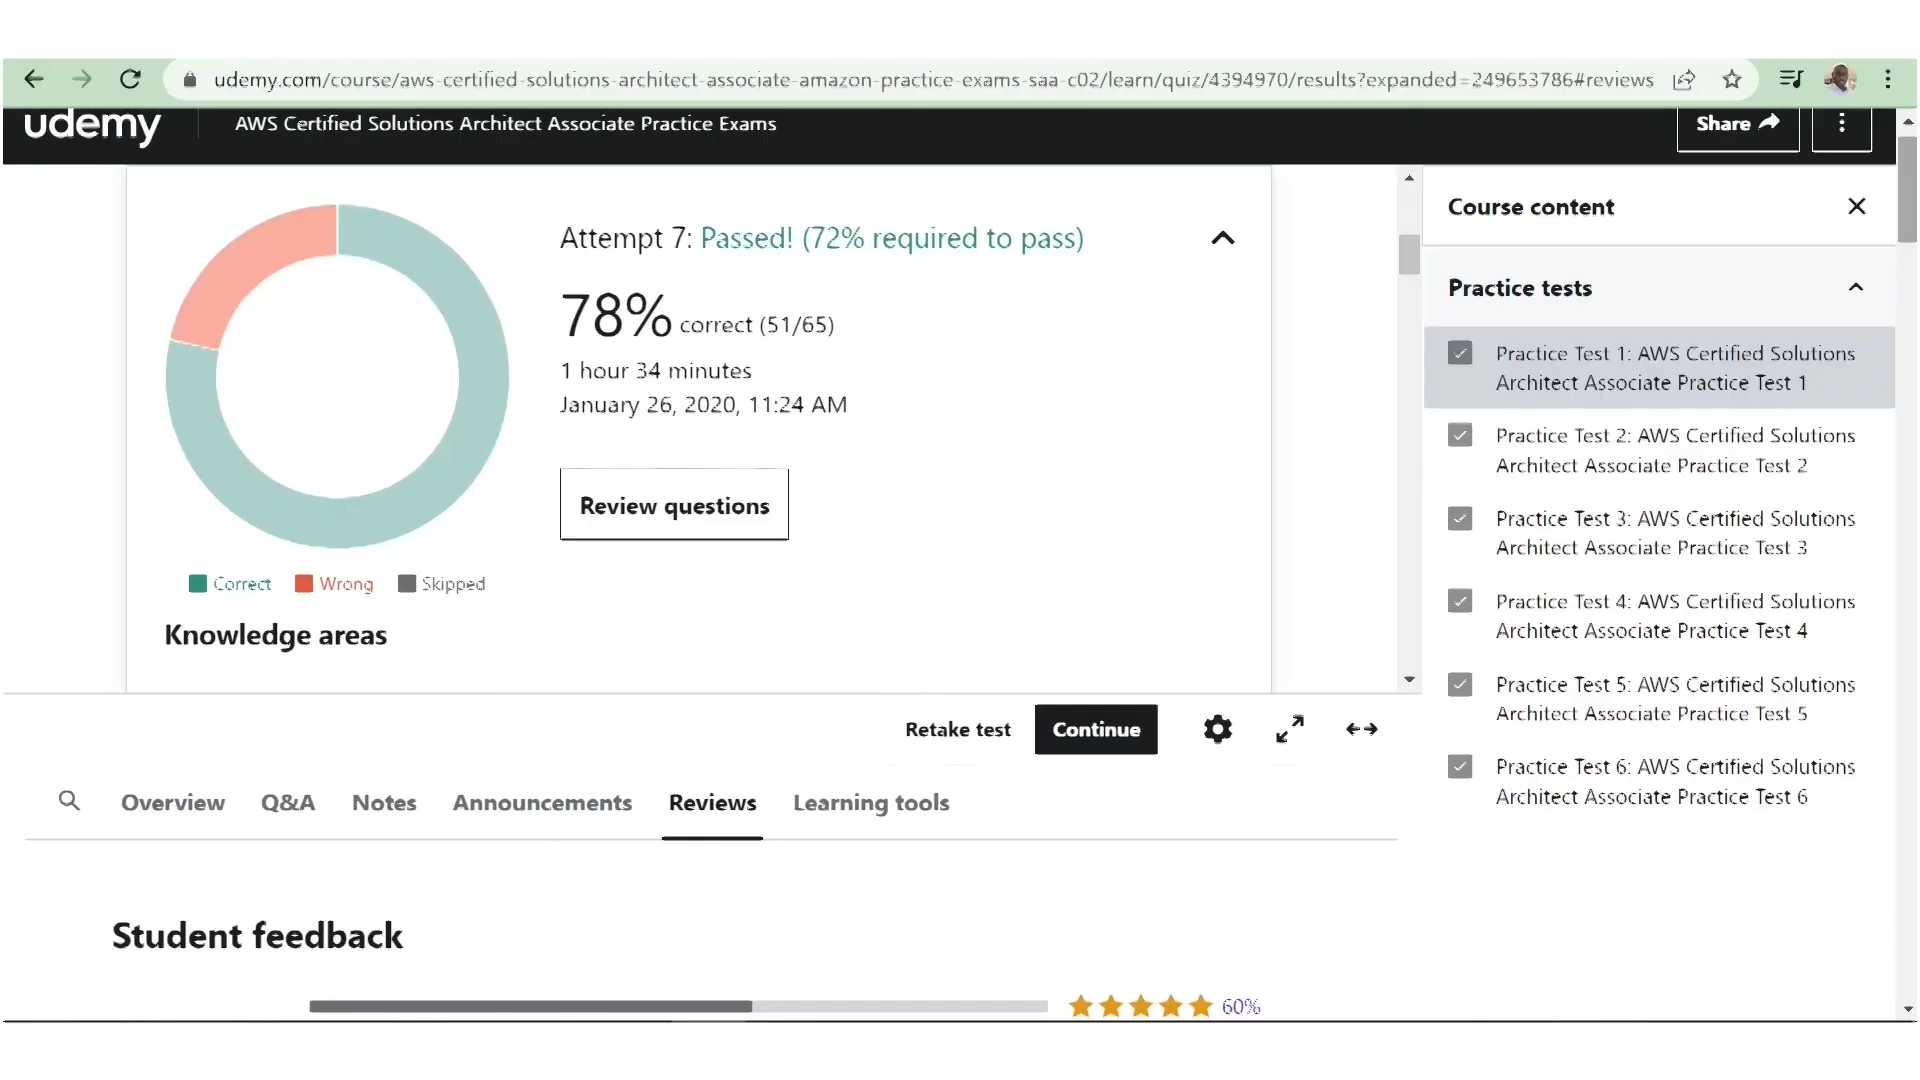 udemy.com/course/aws-certified-solutions-architect-associate-amazon-practice-exams-saa-c02/learn/quiz/4394970/results?expanded=249653786#reviews
udemy
AWS Certified Solutions Architect Associate Practice Exams
Share
Attempt 7: Passed! (72% required to pass)
78% correct (51/65)
1 hour 34 minutes
January 26, 2020, 11:24 AM
Review questions
Correct Wrong Skipped
Knowledge areas
Retake test Continue
Overview Q&A Notes Announcements Reviews Learning tools
Student feedback
60%
Course content
Practice tests
Practice Test 1: AWS Certified Solutions
Architect Associate Practice Test 1
Practice Test 2: AWS Certified Solutions
Architect Associate Practice Test 2
Practice Test 3: AWS Certified Solutions
Architect Associate Practice Test 3
Practice Test 4: AWS Certified Solutions
Architect Associate Practice Test 4
Practice Test 5: AWS Certified Solutions
Architect Associate Practice Test 5
Practice Test 6: AWS Certified Solutions
Architect Associate Practice Test 6